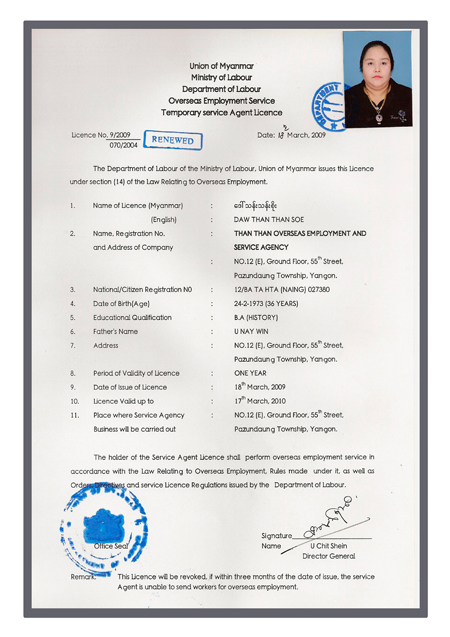 Union of Myanmar
Ministry of Labour
Department of Labour
Overseas Employment Service
Temporary service Agent Licence
Licence No. 9/2009
070/2004
RENEWED
Date: 18 March, 2009
The Department of Labour of the Ministry of Labour, Union of Myanmar issues this Licence
under section (14) of the Law Relating to Overseas Employment.
1. Name of Licence (Myanmar) : ဒေါ်သန်းသန်းစိုး
(English) : DAW THAN THAN SOE
2. Name, Registration No, : THAN THAN OVERSEAS EMPLOYMENT AND
and Address of Company SERVICE AGENCY
: NO.12 (E), Ground Floor, 55th Street,
Pazundaung Township, Yangon.
3. National/Citizen Registration NO : 12/BA TA HTA (NAING) 027380
4. Date of Birth(Age) : 24-2-1973 (36 YEARS)
5. Educational Qualification : B.A (HISTORY)
6. Father's Name : U NAY WIN
7. Address : NO.12 (E), Ground Floor, 55th Street,
Pazundaung Township, Yangon.
8. Period of Validity of Licence : ONE YEAR
9. Date of Issue of Licence : 18th March, 2009
10. Licence Valid up to : 17th March, 2010
11. Place where Service Agency : NO.12 (E), Ground Floor, 55th Street,
Business will be carried out Pazundaung Township, Yangon.
The holder of the Service Agent Licence shall perform overseas employment service in
accordance with the Law Relating to Overseas Employment, Rules made under it, as well as
Orders, Directives and service Licence Regulations issued by the Department of Labour.
Office Seal
Signature
Name U Chit Shein
Director General
Remark: This Licence will be revoked, if within three months of the date of issue, the service
Agent is unable to send workers for overseas employment.